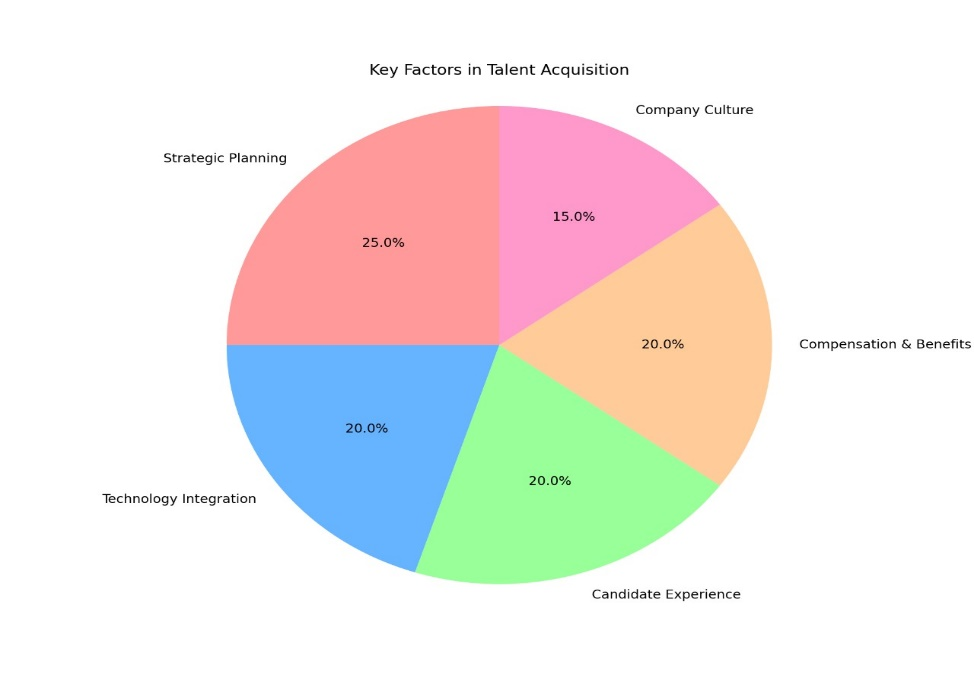 Key Factors in Talent Acquisition
Company Culture
Strategic Planning
15.0%
25.0%
20.0%
Compensation & Benefits
20.0%
20.0%
Technology Integration
Candidate Experience